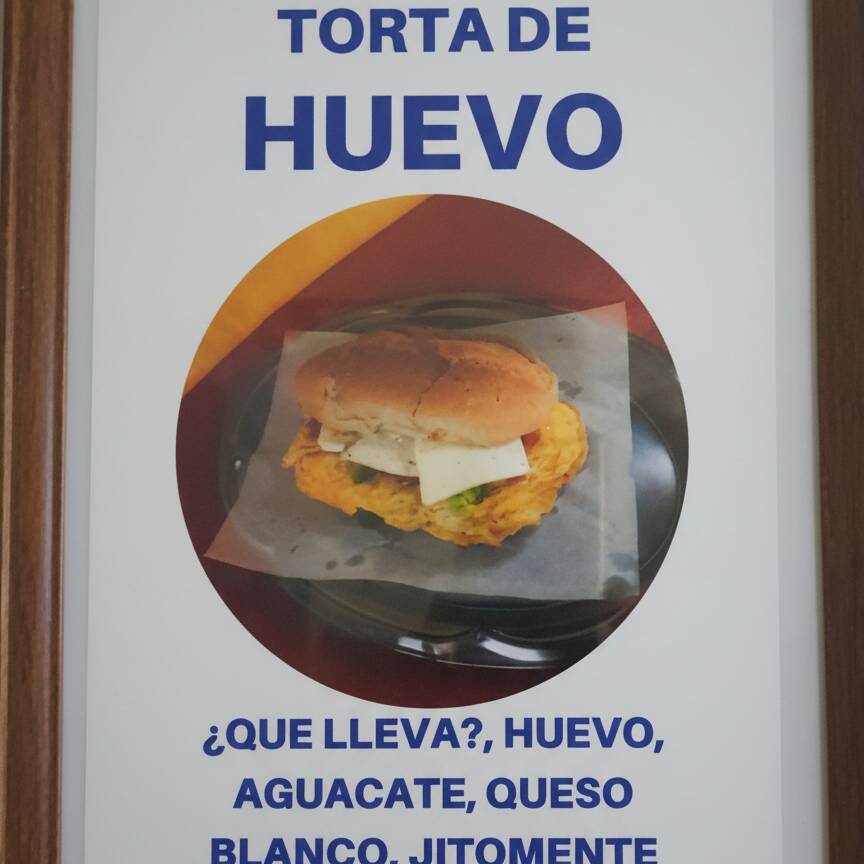 TORTA DE
HUEVO
¿QUE LLEVA?, HUEVO,
AGUACATE, QUESO
BLANCO, JITOMENTE